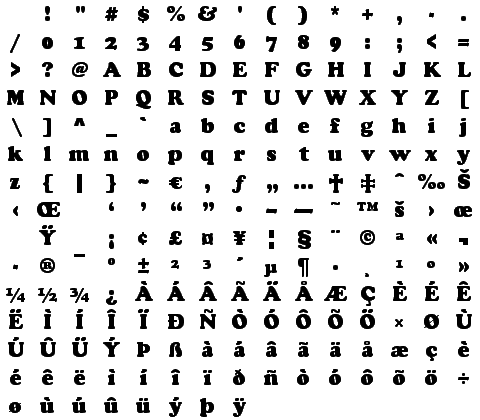 ! " # $ % & ' ( ) * + , - .
/ 0 1 2 3 4 5 6 7 8 9 : ; < =
> ? @ A B C D E F G H I J K L
M N O P Q R S T U V W X Y Z [
\ ] ^ _ ` a b c d e f g h i j
k l m n o p q r s t u v w x y
z { | } ~ € ‚ ƒ „ … † ‡ ˆ ‰ Š
‹ Œ ‘ ’ “ ” • – — ˜ ™ š › œ
Ÿ ¡ ¢ £ ¤ ¥ ¦ § ¨ © ª « ¬
- ® ¯ ° ± ² ³ ´ µ ¶ · ¸ ¹ º »
¼ ½ ¾ ¿ À Á Â Ã Ä Å Æ Ç È É Ê
Ë Ì Í Î Ï Ð Ñ Ò Ó Ô Õ Ö × Ø Ù
Ú Û Ü Ý Þ ß à á â ã ä å æ ç è
é ê ë ì í î ï ð ñ ò ó ô õ ö ÷
ø ù ú û ü ý þ ÿ